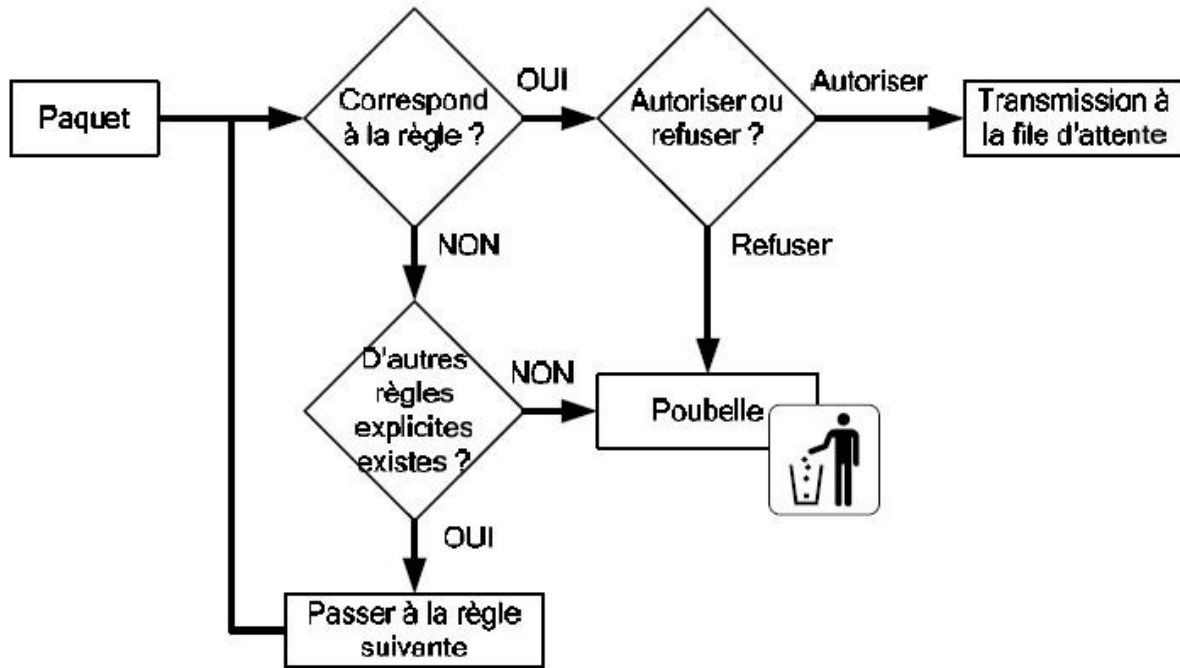 Paquet
Correspond
à la règle ?
OUI
Autoriser ou
refuser ?
Autoriser
Transmission à
la file d'attente
NON
Refuser
D'autres
règles
explicites
existes ?
NON
Poubelle
OUI
Passer à la règle
suivante